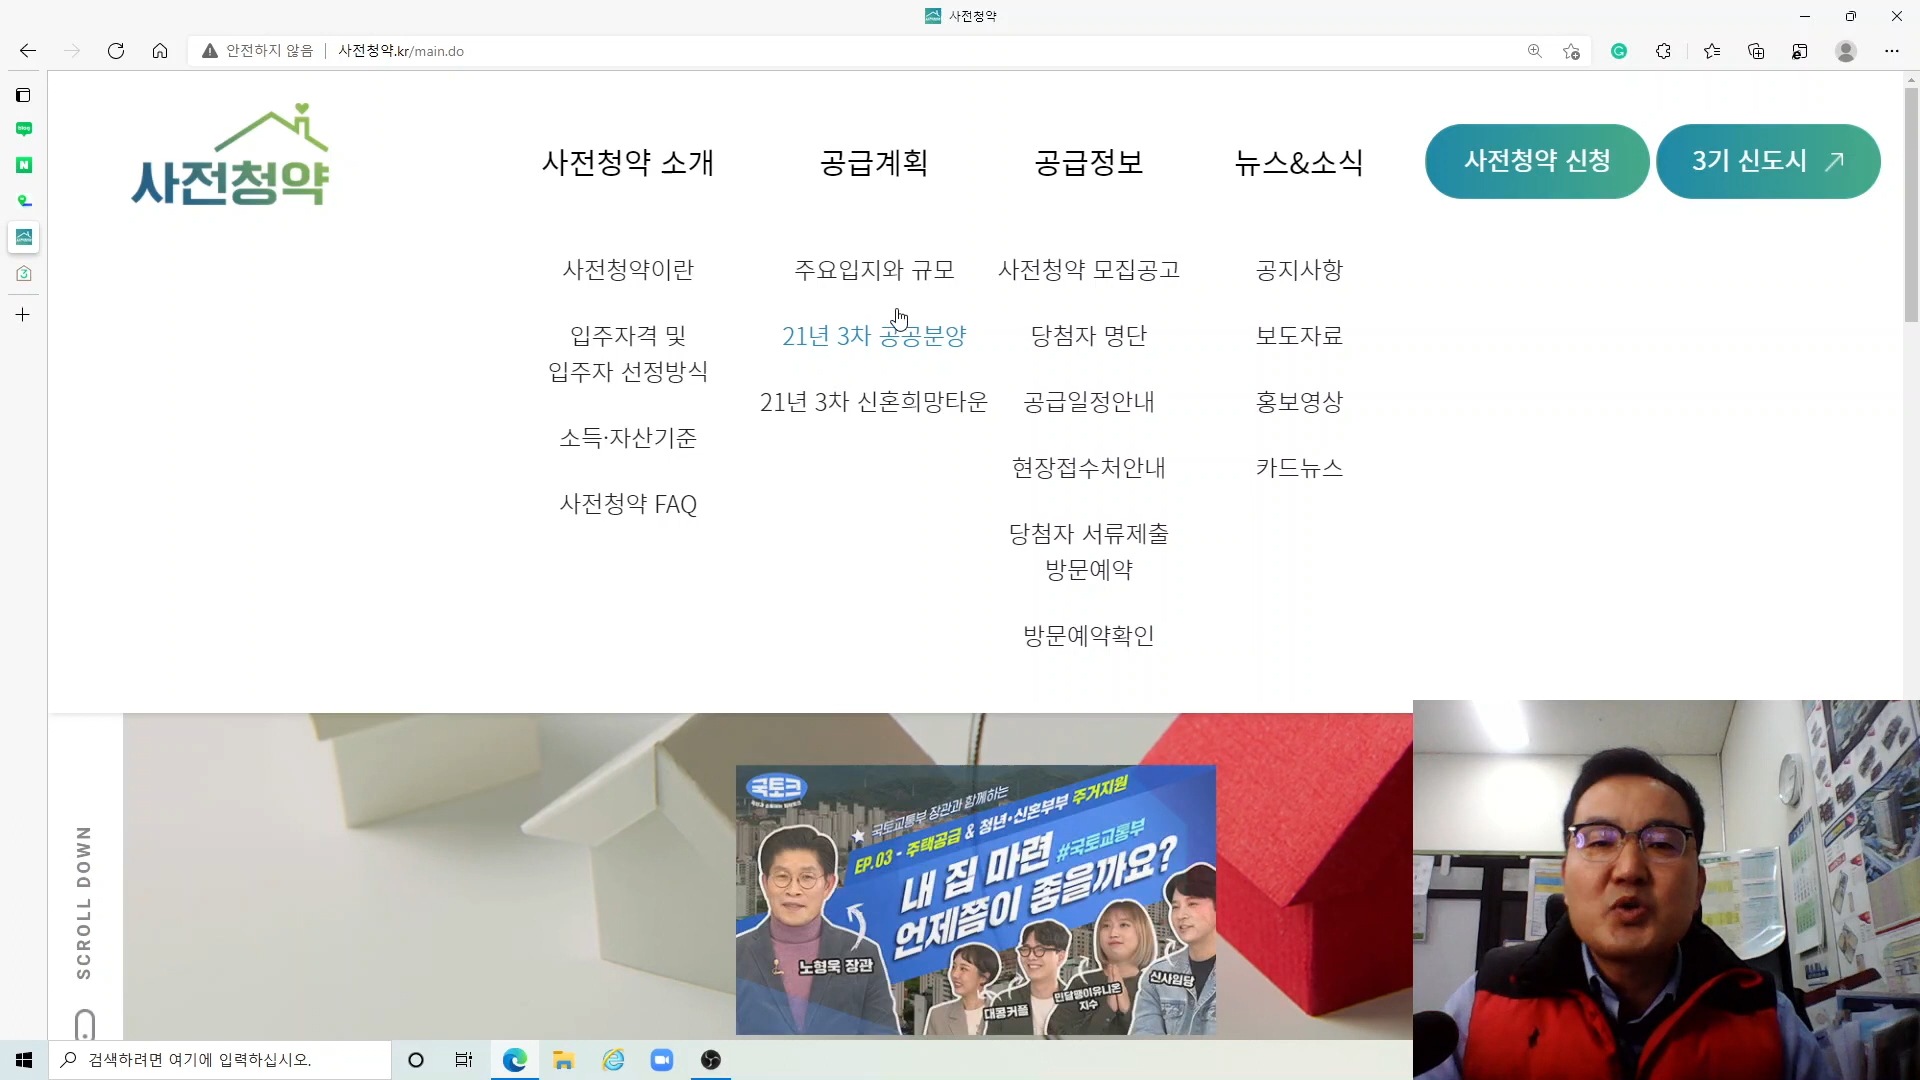 사전청약
안전하지 않음
사전청약.kr/main.do
사전청약
사전청약 소개
공급계획
공급정보
뉴스&소식
사전청약 신청
3기 신도시
사전청약이란
입주자격 및
입주자 선정방식
소득·자산기준
사전청약 FAQ
주요입지와 규모
21년 3차 공공분양
21년 3차 신혼희망타운
사전청약 모집공고
당첨자 명단
공급일정안내
현장접수처안내
당첨자 서류제출
방문예약
방문예약확인
공지사항
보도자료
홍보영상
카드뉴스
SCROLL DOWN
국토크
국토교통부 장관과 함께하는
EP.03 - 주택공급 & 청년·신혼부부 주거지원
내 집 마련 #국토교통부
언제쯤이 좋을까요?
노형욱 장관
대콩커플
민달팽이유니온
지수
신사임당
검색하려면 여기에 입력하십시오.